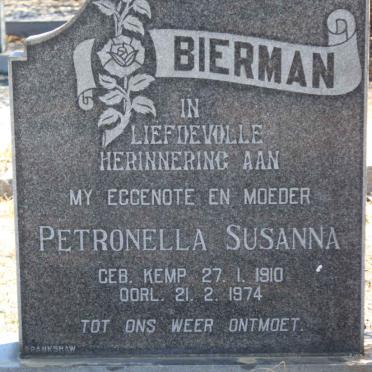 BIERMAN
IN
LIEFDEVOLLE
HERINNERING AAN
MY EGGENOTE EN MOEDER
PETRONELLA SUSANNA
GEB. KEMP 27. 1. 1910
OORL. 21. 2. 1974
TOT ONS WEER ONTMOET.
CRANKSHAW